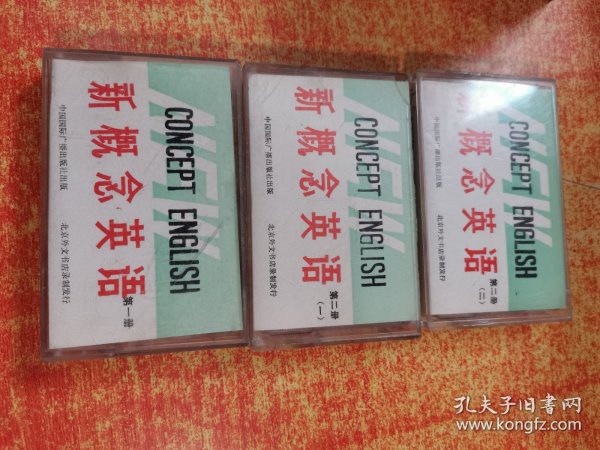 NEW
CONCEPT ENGLISH
新概念英语
第一册
中国国际广播出版社出版
北京外文书店录制发行
NEW
CONCEPT ENGLISH
新概念英语
第二册
（一）
中国国际广播出版社出版
北京外文书店录制发行
NEW
CONCEPT ENGLISH
新概念英语
第二册
（二）
中国国际广播出版社出版
北京外文书店录制发行
孔夫子旧书网
www.kongfz.com